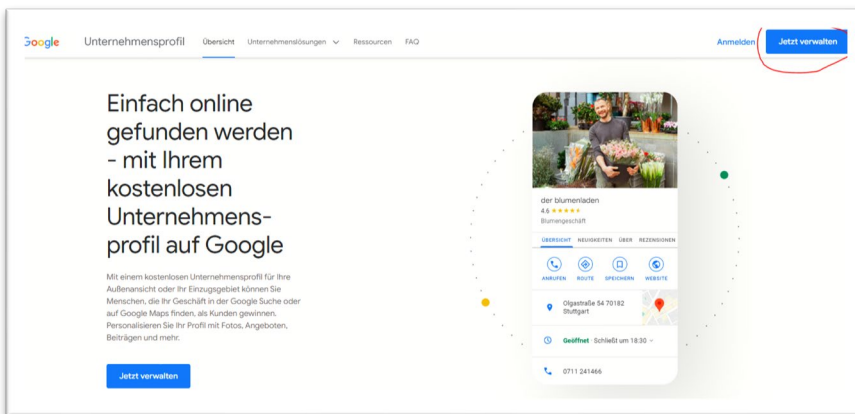 Google Unternehmensprofil Übersicht Unternehmenslösungen Ressourcen FAQ Anmelden Jetzt verwalten
Einfach online
gefunden werden
- mit Ihrem
kostenlosen
Unternehmens-
profil auf Google
Mit einem kostenlosen Unternehmensprofil für Ihre
Außenansicht oder Ihr Einzugsgebiet können Sie
Menschen, die Ihr Geschäft in der Google Suche oder
auf Google Maps finden, als Kunden gewinnen.
Personalisieren Sie Ihr Profil mit Fotos, Angeboten,
Beiträgen und mehr.
Jetzt verwalten
der blumenladen
4,6
Blumengeschäft
ÜBERSICHT NEUIGKEITEN ÜBER REZENSIONEN
ANRUFEN ROUTE SPEICHERN WEBSITE
Olgastraße 54 70182
Stuttgart
Geöffnet · Schließt um 18:30
0711 241466